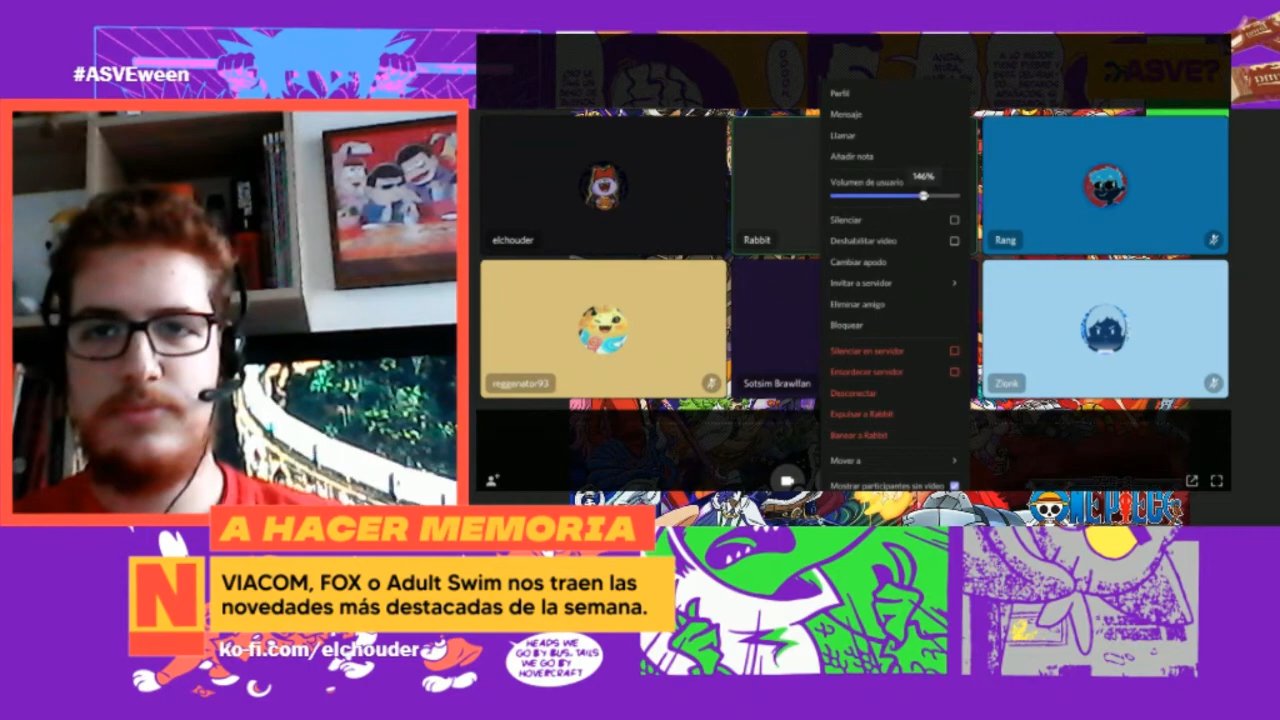 #ASVEween
¿ASVE?
Perfil
Mensaje
Llamar
Añadir nota
Volumen de usuario
146%
Silenciar
Deshabilitar vídeo
Cambiar apodo
Invitar a servidor
Eliminar amigo
Bloquear
Silenciar en servidor
Ensordecer servidor
Desconectar
Expulsar a Rabbit
Banear a Rabbit
Mover a
Mostrar participantes sin vídeo
elchouder
Rabbit
Rang
reggenator93
Sotsim Brawlfan
Zionk
ONE PIECE
A HACER MEMORIA
N
VIACOM, FOX o Adult Swim nos traen las
novedades más destacadas de la semana.
Ko-fi.com/elchouder
HEADS WE
GO BY BUS. TAILS
WE GO BY
HOVERCRAFT